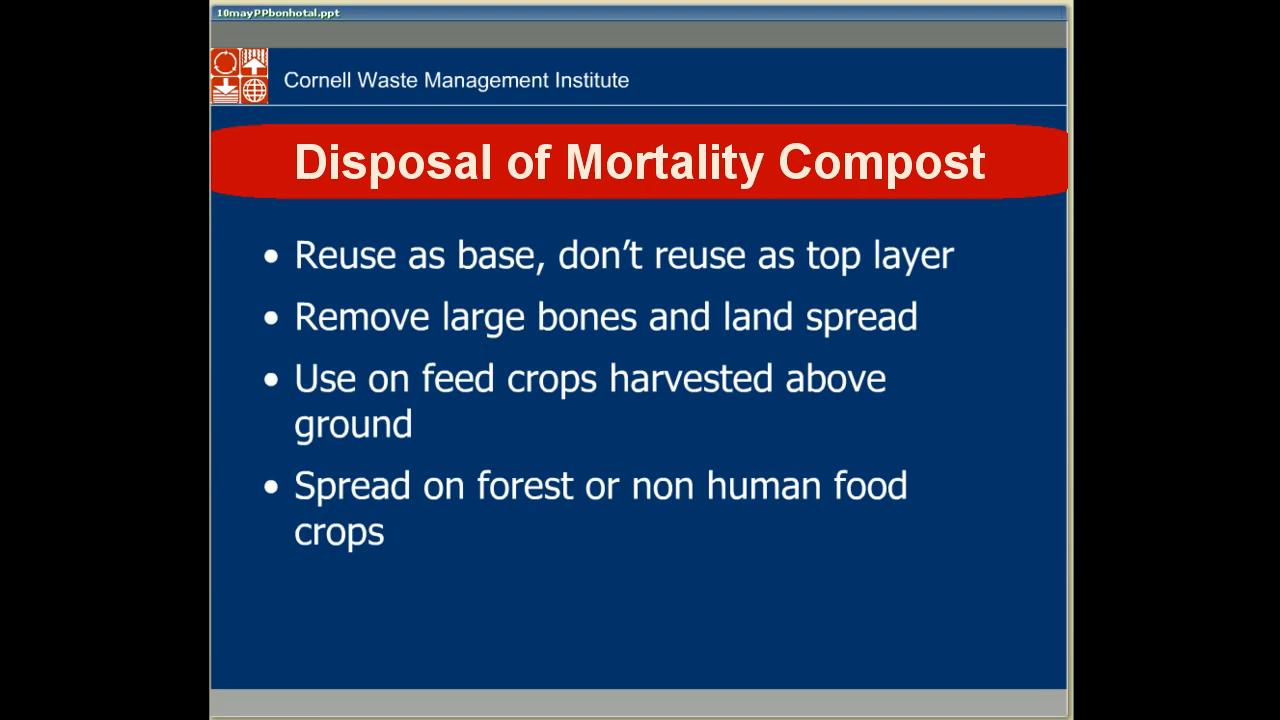 10mayPPbonhotal.ppt
Cornell Waste Management Institute
Disposal of Mortality Compost
• Reuse as base, don’t reuse as top layer
• Remove large bones and land spread
• Use on feed crops harvested above
ground
• Spread on forest or non human food
crops